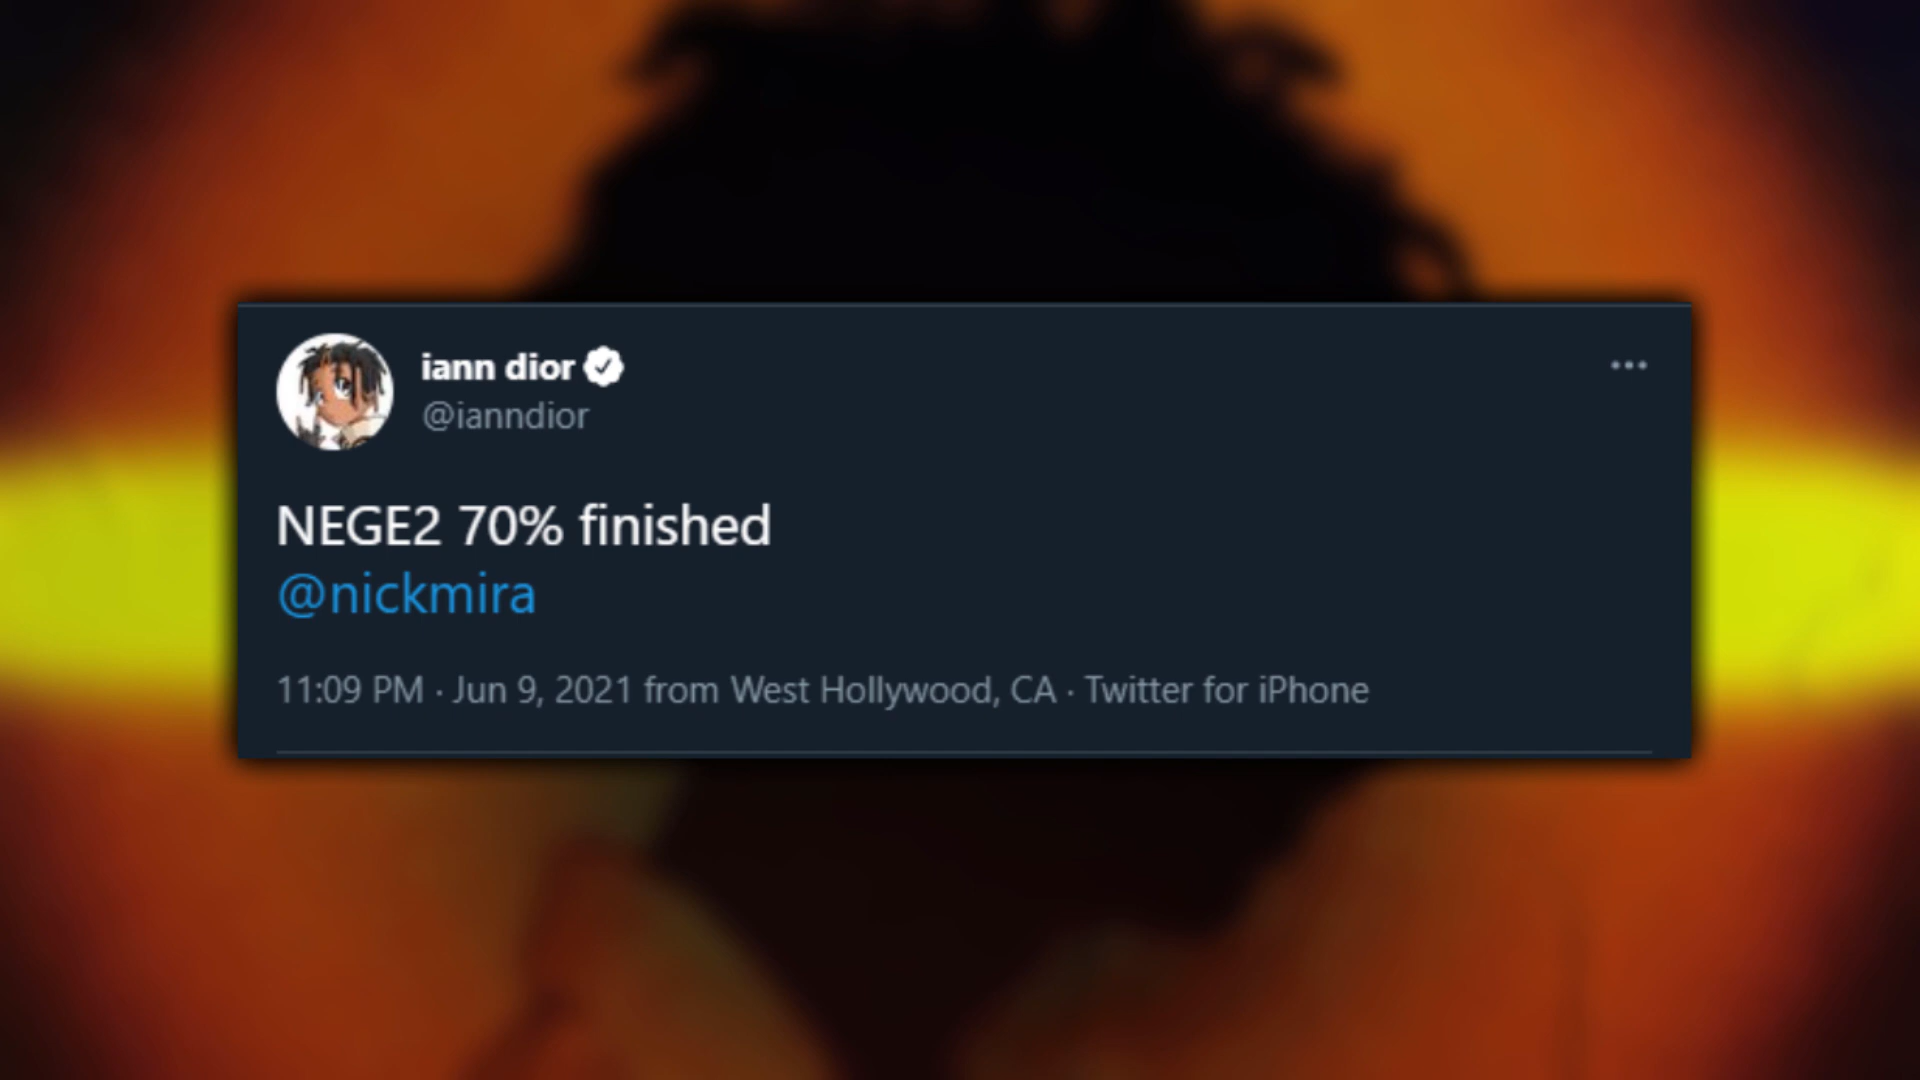 iann dior
@ianndior
NEGE2 70% finished
@nickmira
11:09 PM · Jun 9, 2021 from West Hollywood, CA · Twitter for iPhone